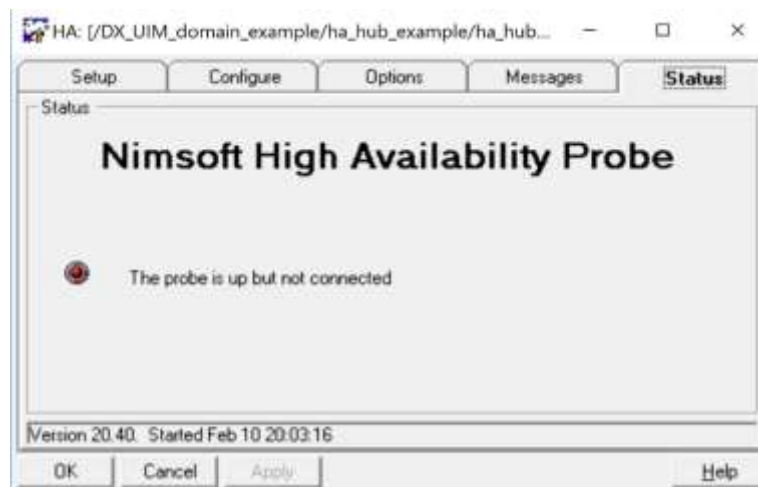 HA: [/DX_UIM_domain_example/ha_hub_example/ha_hub...
Setup Configure Options Messages Status
Status
Nimsoft High Availability Probe
The probe is up but not connected
Version 20.40. Started Feb 10 20:03:16
OK Cancel Apply Help